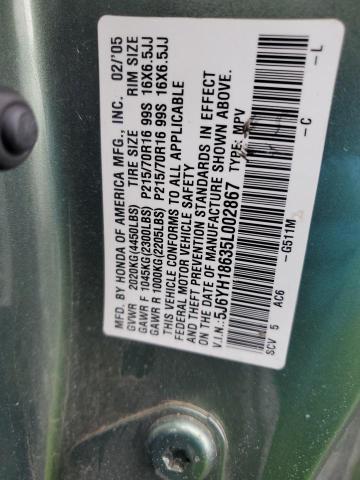 MFD. BY HONDA OF AMERICA MFG., INC. 02/'05
GVWR 2020KG(4450LBS) TIRE SIZE RIM SIZE
GAWR F 1045KG(2300LBS) P215/70R16 99S 16X6.5JJ
GAWR R 1000KG(2205LBS) P215/70R16 99S 16X6.5JJ
THIS VEHICLE CONFORMS TO ALL APPLICABLE
FEDERAL MOTOR VEHICLE SAFETY
AND THEFT PREVENTION STANDARDS IN EFFECT
ON THE DATE OF MANUFACTURE SHOWN ABOVE.
V.I.N.:5J6YH18635L002867 TYPE: MPV
SCV 5 AC6 -G511M -C -L